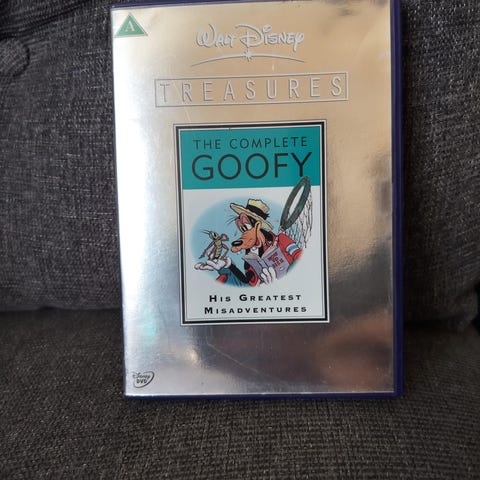 A
WALT DISNEY
TREASURES
THE COMPLETE
GOOFY
HIS GREATEST
MISADVENTURES
Disney
DVD